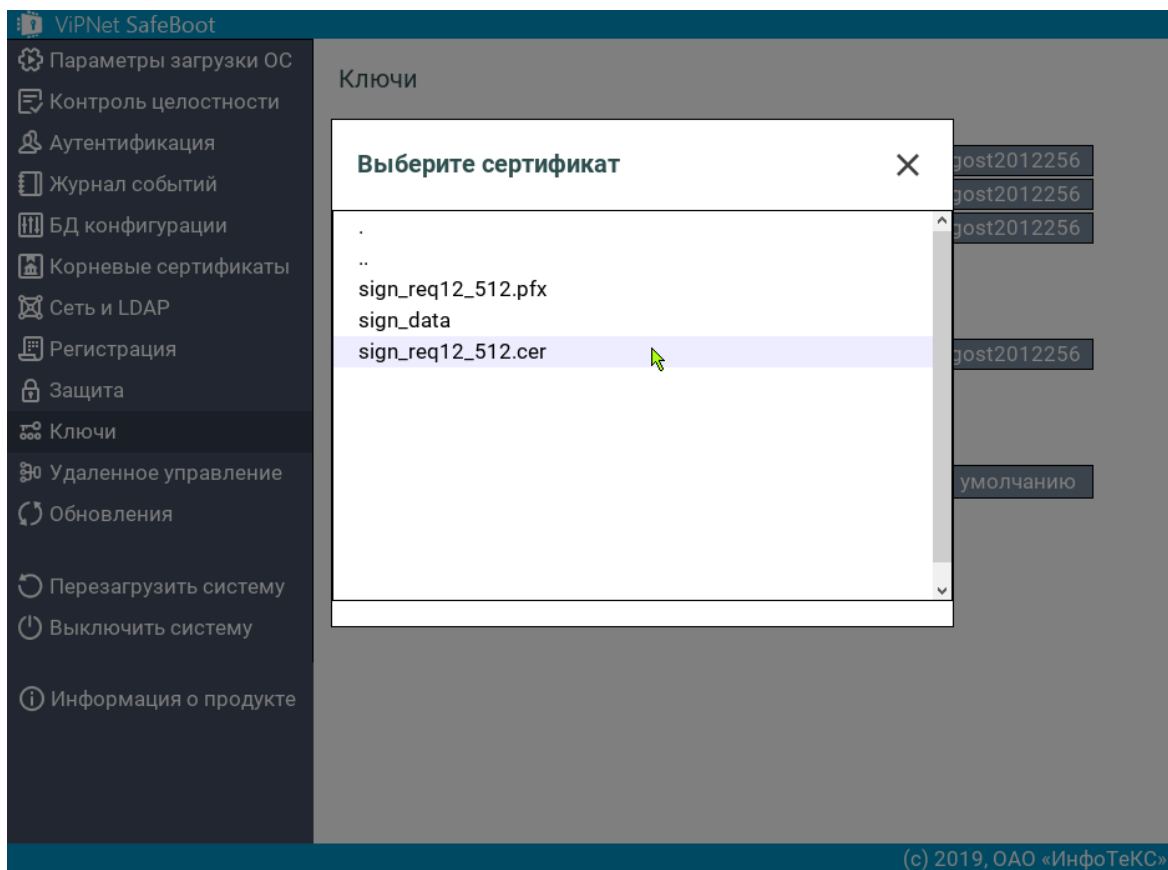 ViPNet SafeBoot
Параметры загрузки ОС
Контроль целостности
Аутентификация
Журнал событий
БД конфигурации
Корневые сертификаты
Сеть и LDAP
Регистрация
Защита
Ключи
Удаленное управление
Обновления
Перезагрузить систему
Выключить систему
Информация о продукте
Ключи
Выберите сертификат
.
..
sign_req12_512.pfx
sign_data
sign_req12_512.cer
gost2012256
gost2012256
gost2012256
gost2012256
умолчанию
(c) 2019, ОАО «ИнфоТеКС»